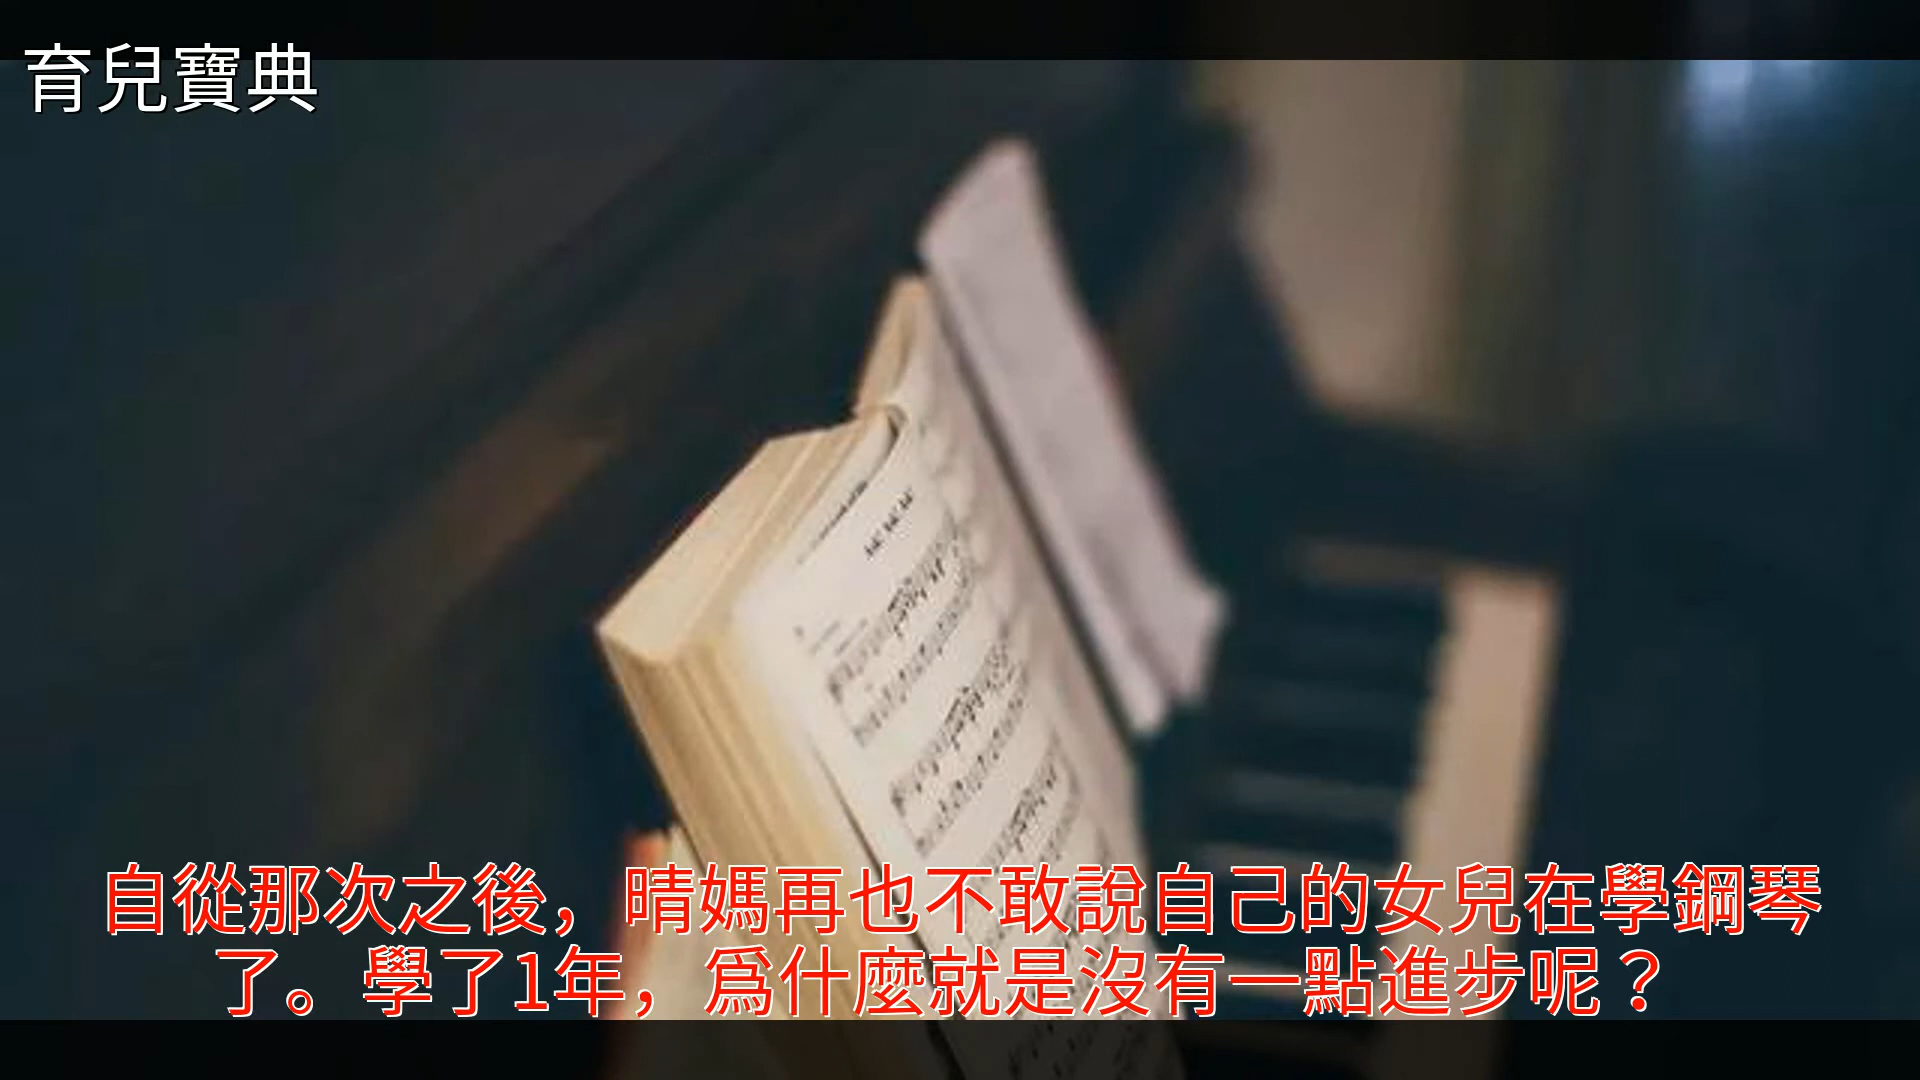 育兒寶典
自從那次之後，晴媽再也不敢說自己的女兒在學鋼琴
了。學了1年，爲什麼就是沒有一點進步呢？